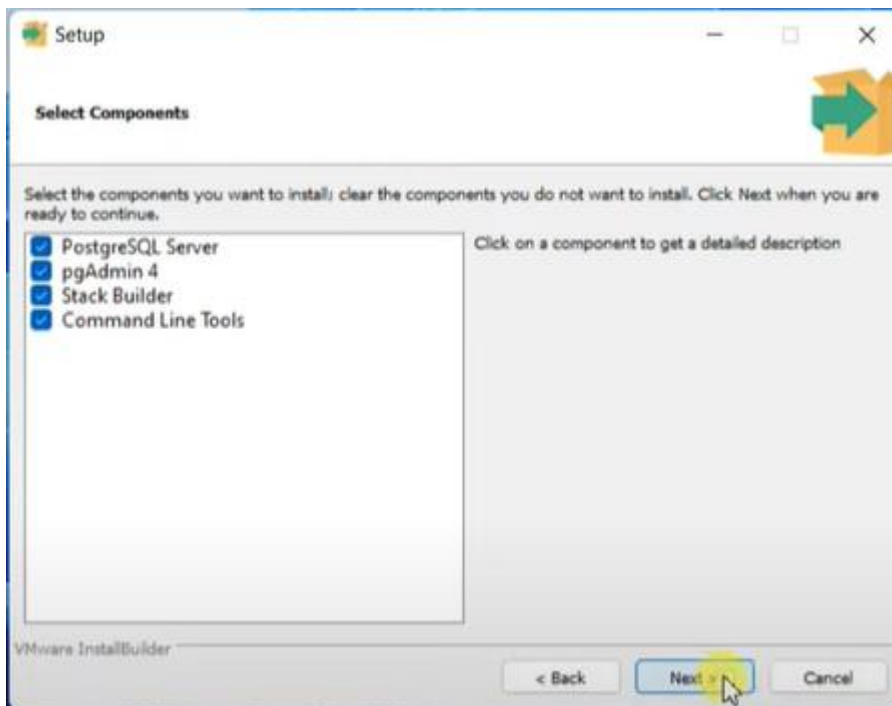 Setup
Select Components
Select the components you want to install; clear the components you do not want to install. Click Next when you are
ready to continue.
PostgreSQL Server
pgAdmin 4
Stack Builder
Command Line Tools
Click on a component to get a detailed description
VMware InstallBuilder
< Back
Next >
Cancel